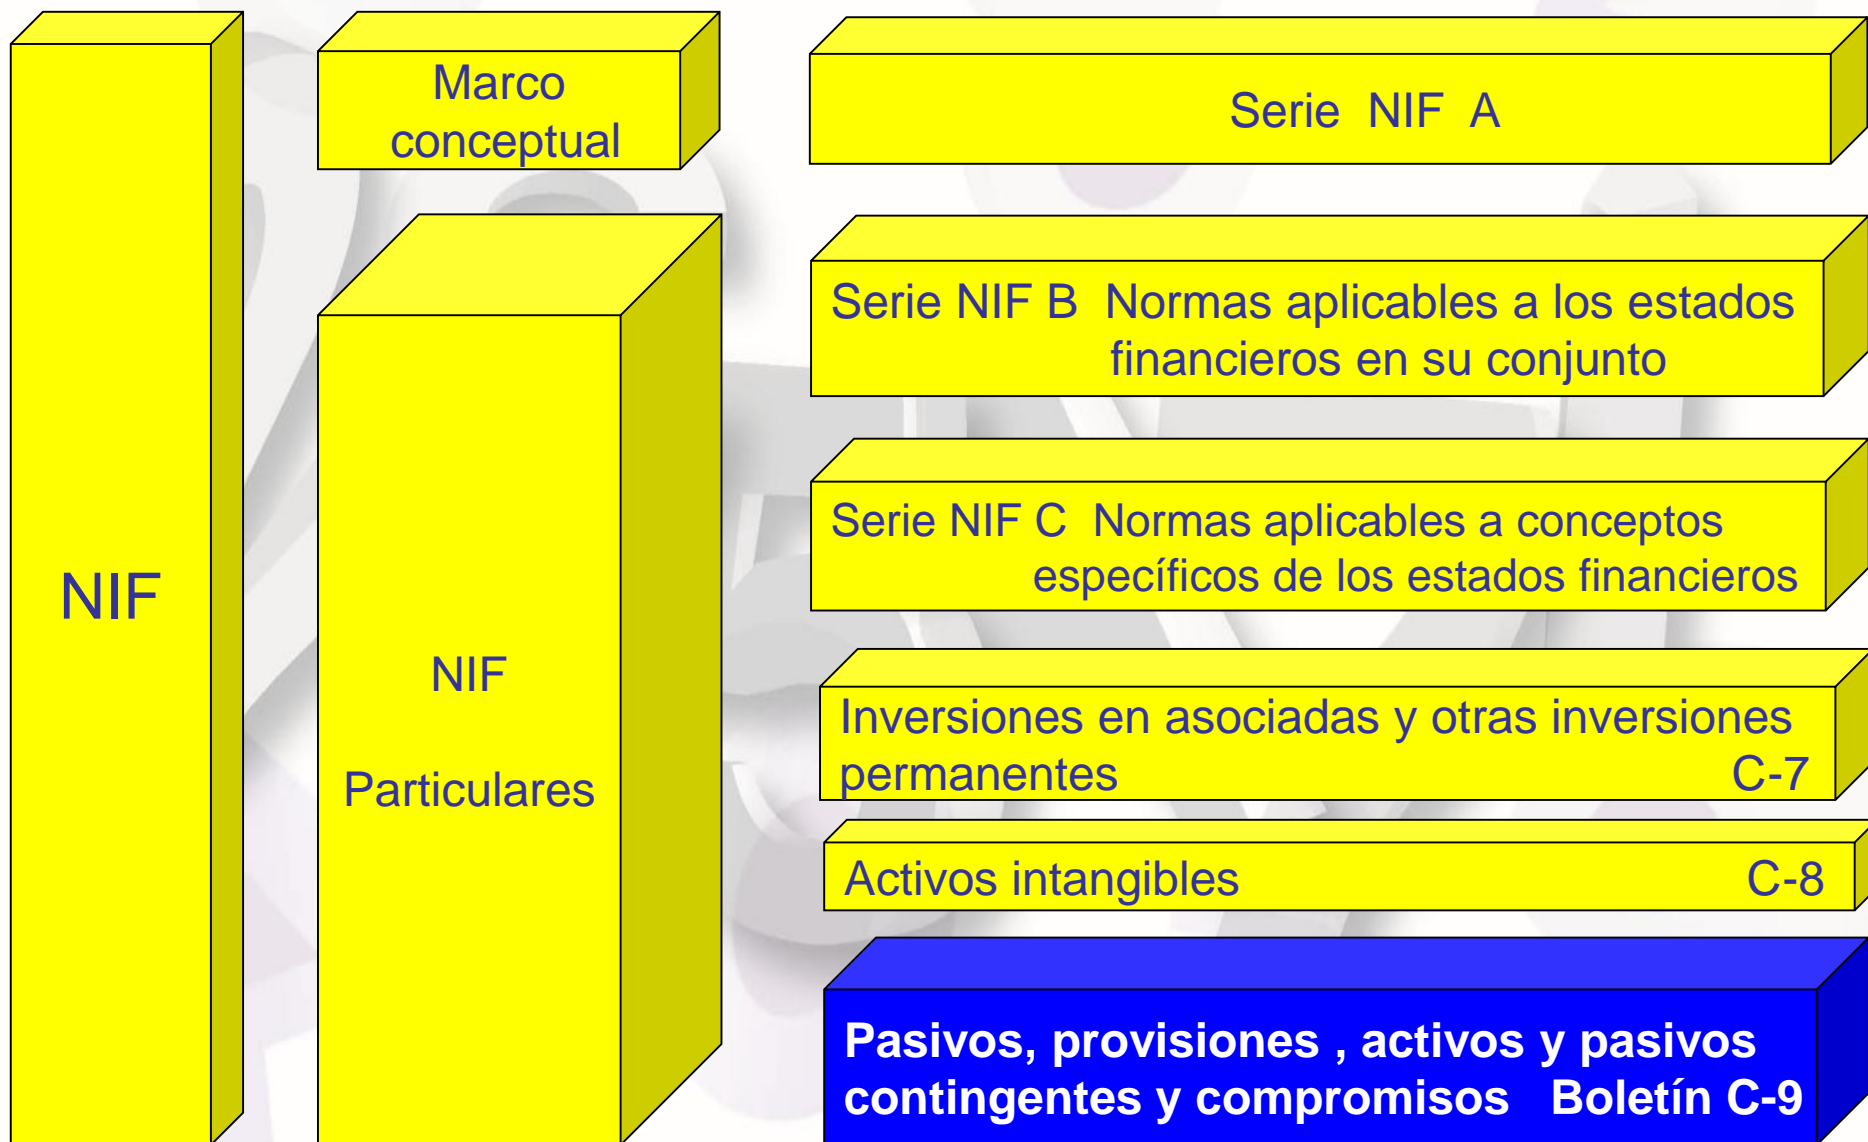 NIF
Marco
conceptual
NIF
Particulares
Serie NIF A
Serie NIF B Normas aplicables a los estados
financieros en su conjunto
Serie NIF C Normas aplicables a conceptos
específicos de los estados financieros
Inversiones en asociadas y otras inversiones
permanentes C-7
Activos intangibles C-8
Pasivos, provisiones , activos y pasivos
contingentes y compromisos Boletín C-9